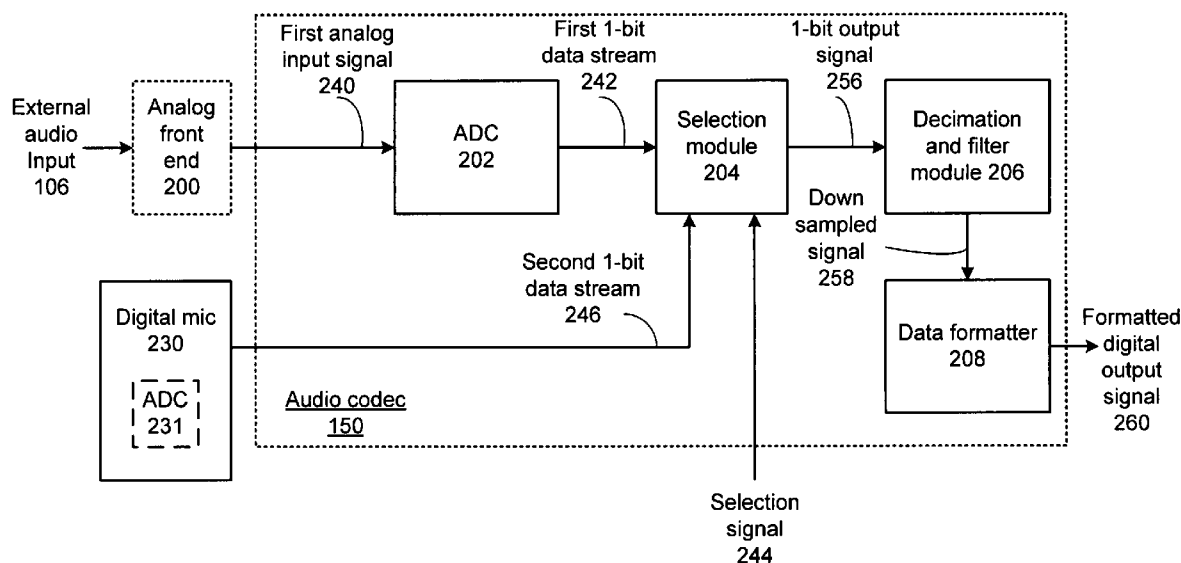 First analog
input signal
240
First 1-bit
data stream
242
1-bit output
signal
256
External
audio
Input
106
Analog
front
end
200
ADC
202
Selection
module
204
Decimation
and filter
module 206
Down
sampled
signal
258
Second 1-bit
data stream
246
Digital mic
230
ADC
231
Audio codec
150
Data formatter
208
Formatted
digital
output
signal
260
Selection
signal
244